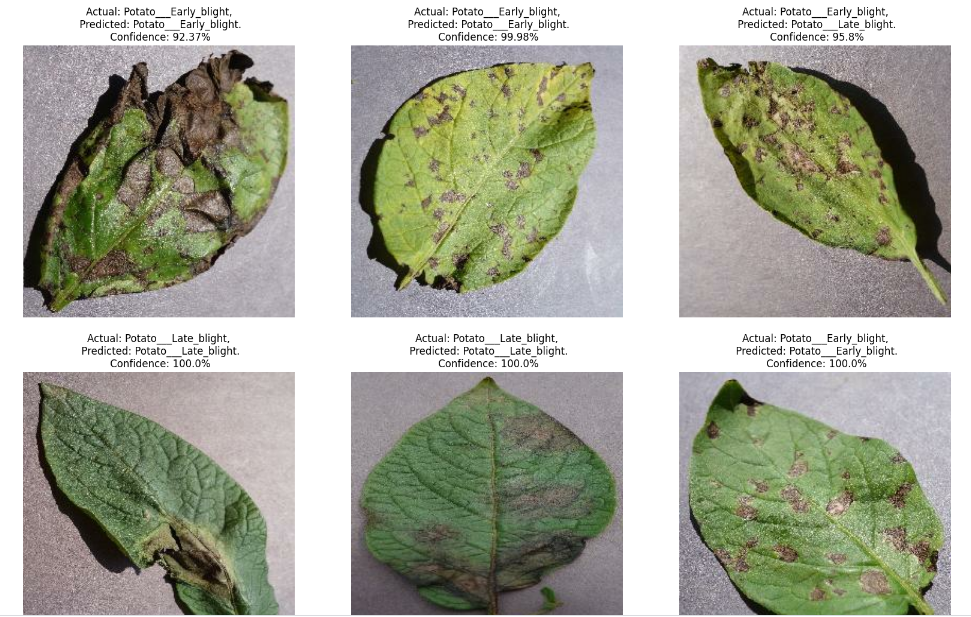 Actual: Potato___Early_blight,
Predicted: Potato___Early_blight.
Confidence: 92.37%
Actual: Potato___Early_blight,
Predicted: Potato___Early_blight.
Confidence: 99.98%
Actual: Potato___Early_blight,
Predicted: Potato___Late_blight.
Confidence: 95.8%
Actual: Potato___Late_blight,
Predicted: Potato___Late_blight.
Confidence: 100.0%
Actual: Potato___Late_blight,
Predicted: Potato___Late_blight.
Confidence: 100.0%
Actual: Potato___Early_blight,
Predicted: Potato___Early_blight.
Confidence: 100.0%